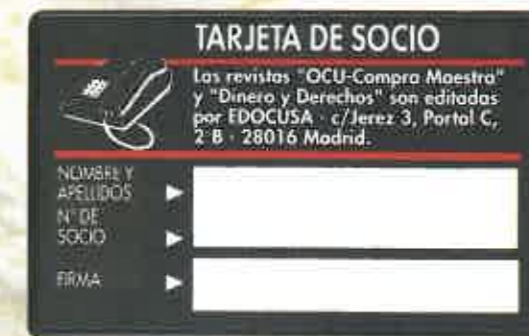 TARJETA DE SOCIO
Las revistas "OCU-Compra Maestra"
y "Dinero y Derechos" son editadas
por EDOCUSA · c/Jerez 3, Portal C,
2 B · 28016 Madrid.
NOMBRE Y
APELLIDOS
Nº DE
SOCIO
FIRMA